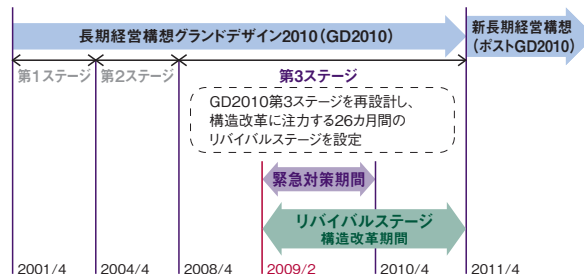 長期経営構想グランドデザイン2010（GD2010）
新長期経営構想
（ポストGD2010）
第1ステージ
第2ステージ
第3ステージ
GD2010第3ステージを再設計し、
構造改革に注力する26カ月間の
リバイバルステージを設定
緊急対策期間
リバイバルステージ
構造改革期間
2001/4
2004/4
2008/4
2009/2
2010/4
2011/4